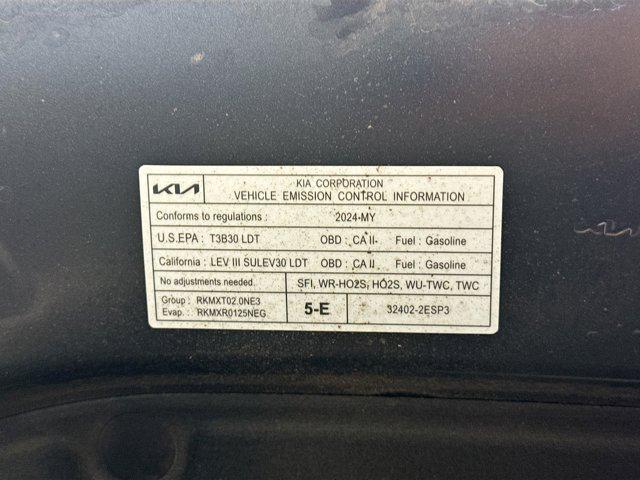 KIA
KIA CORPORATION
VEHICLE EMISSION CONTROL INFORMATION
Conforms to regulations : 2024-MY
U.S.EPA : T3B30 LDT OBD : CA II Fuel : Gasoline
California : LEV III SULEV30 LDT OBD : CA II Fuel : Gasoline
No adjustments needed. SFI, WR-HO2S, HO2S, WU-TWC, TWC
Group : RKMXT02.0NE3
Evap. : RKMXR0125NEG
5-E
32402-2ESP3